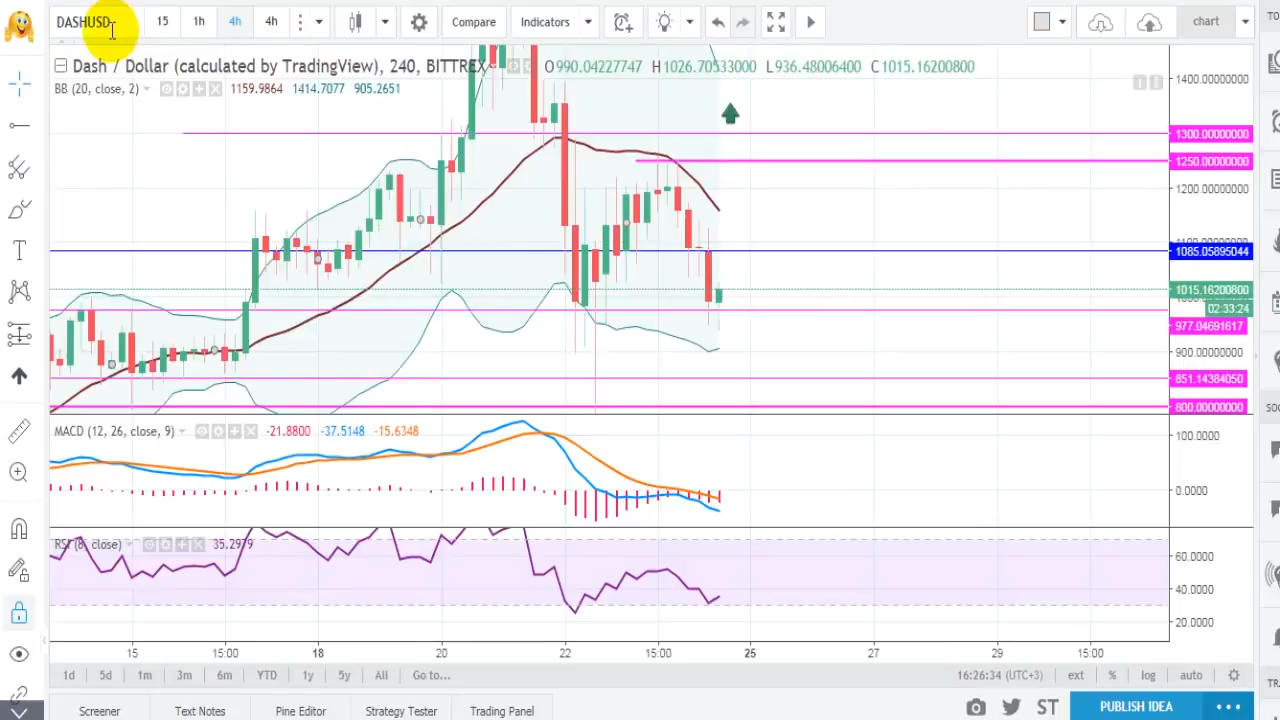 DASHUSD 15 1h 4h 4h Compare Indicators chart
Dash / Dollar (calculated by TradingView), 240, BITTREX O990.04227747 H1026.70533000 L936.48006400 C1015.16200800
BB (20, close, 2) 1159.9864 1414.7077 905.2651
1400.00000000
1300.00000000
1250.00000000
1200.00000000
1085.05895044
1015.16200800
02:33:24
977.04691617
900.00000000
851.14384050
800.00000000
MACD (12, 26, close, 9) -21.8800 -37.5148 -15.6348
100.0000
0.0000
RSI (8, close) 35.2979
60.0000
40.0000
20.0000
15 15:00 18 20 22 15:00 25 27 29 15:00
1d 5d 1m 3m 6m YTD 1y 5y All Go to... 16:26:34 (UTC+3) ext % log auto
Screener Text Notes Pine Editor Strategy Tester Trading Panel ST PUBLISH IDEA